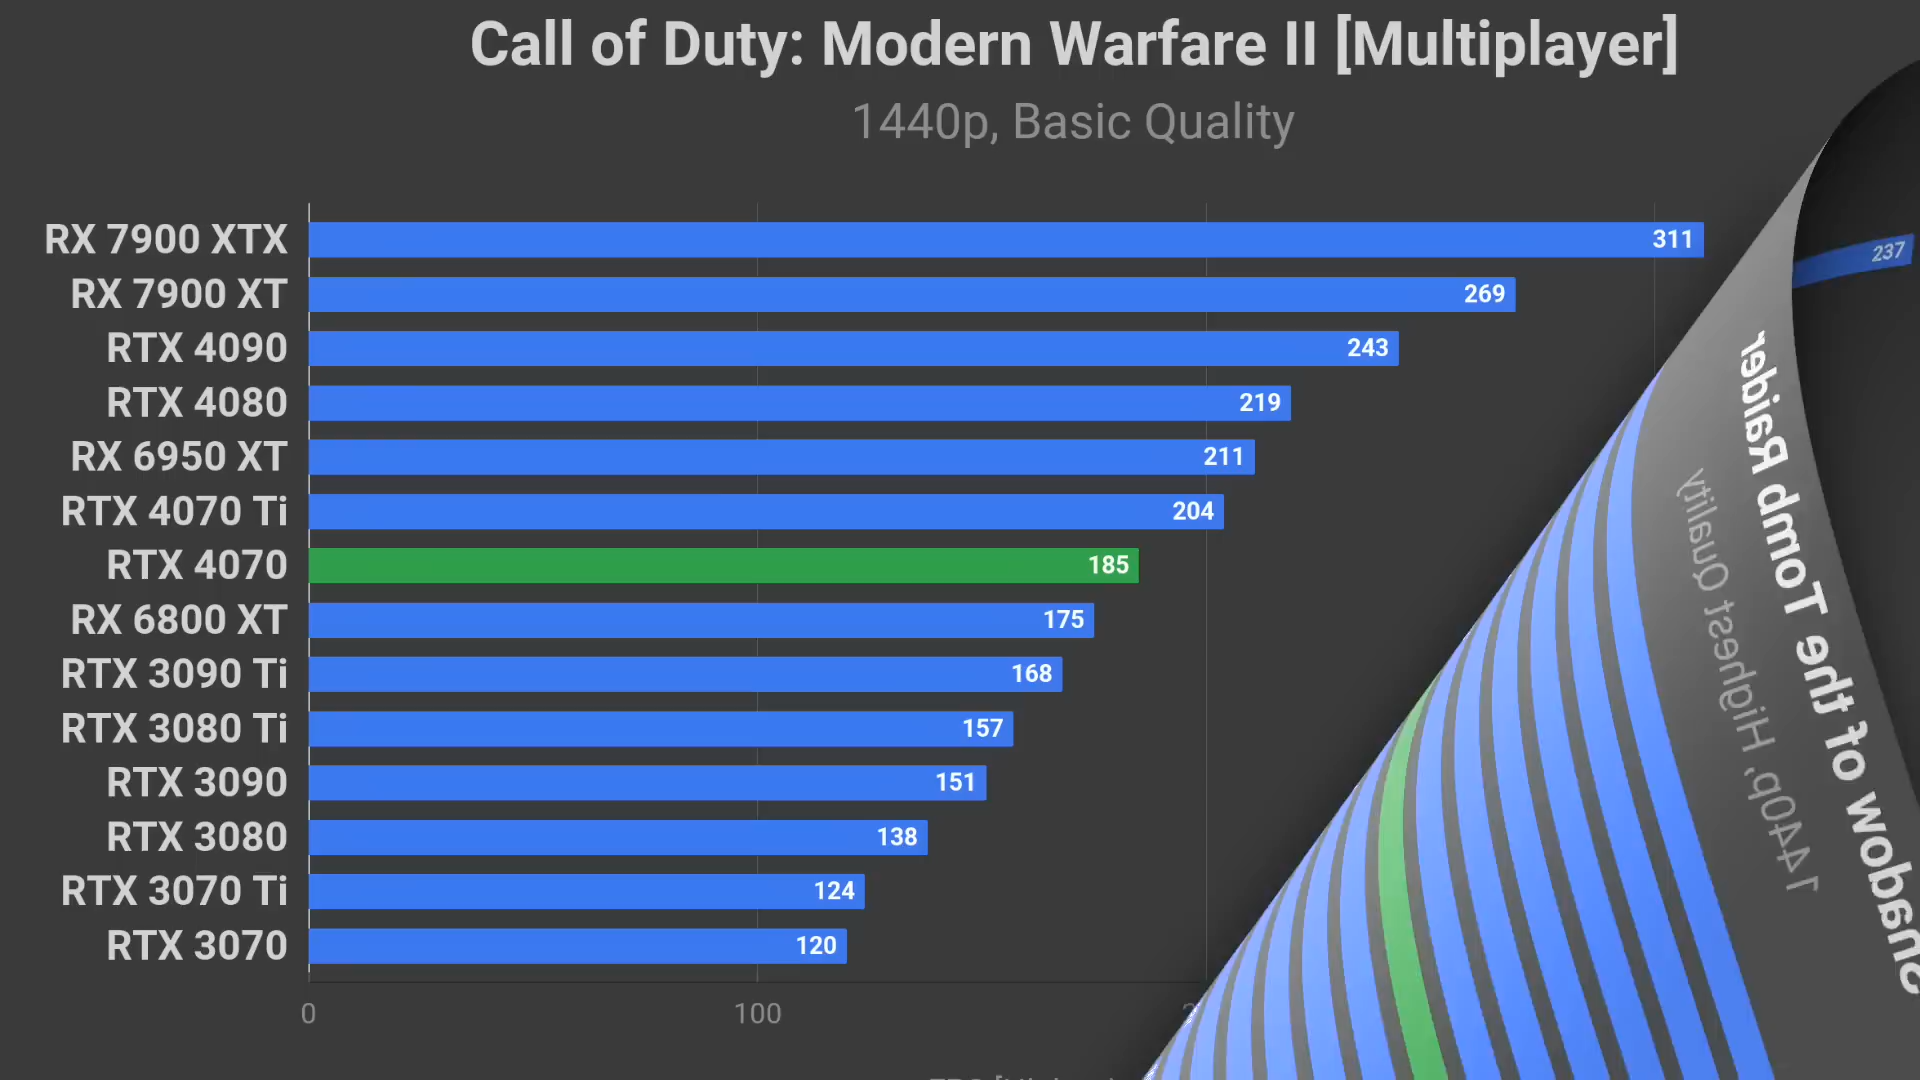 Call of Duty: Modern Warfare II [Multiplayer]
1440p, Basic Quality
RX 7900 XTX 311
RX 7900 XT 269
RTX 4090 243
RTX 4080 219
RX 6950 XT 211
RTX 4070 Ti 204
RTX 4070 185
RX 6800 XT 175
RTX 3090 Ti 168
RTX 3080 Ti 157
RTX 3090 151
RTX 3080 138
RTX 3070 Ti 124
RTX 3070 120
0 100
237
Shadow of the Tomb Raider
1440p, Highest Quality